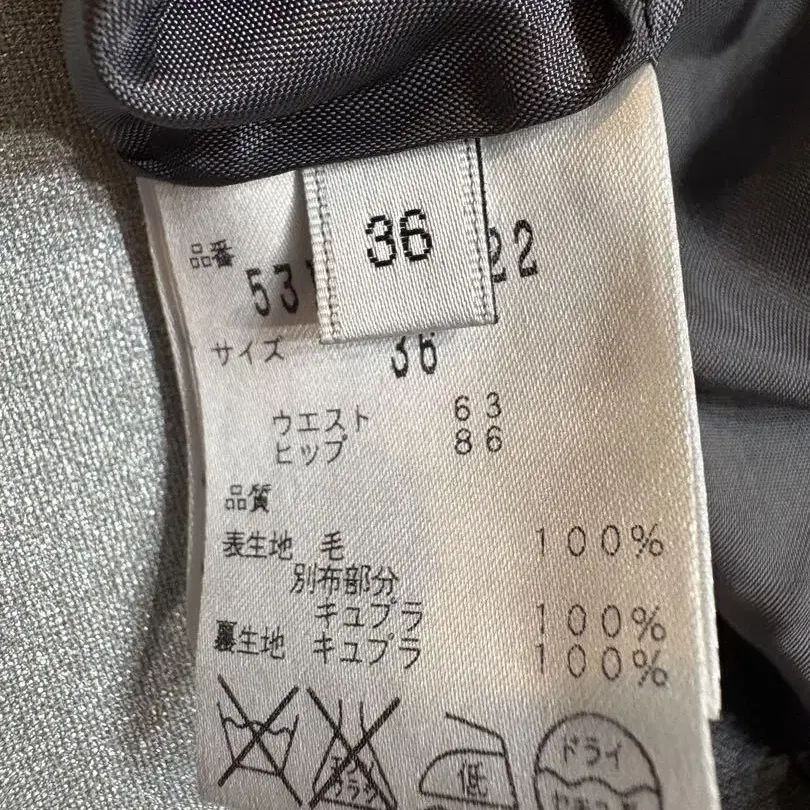 36
品番 531 22
サイズ 36
ウエスト 63
ヒップ 86
品質
表生地 毛 100%
別布部分
キュプラ 100%
裏生地 キュプラ 100%
低
ドライ